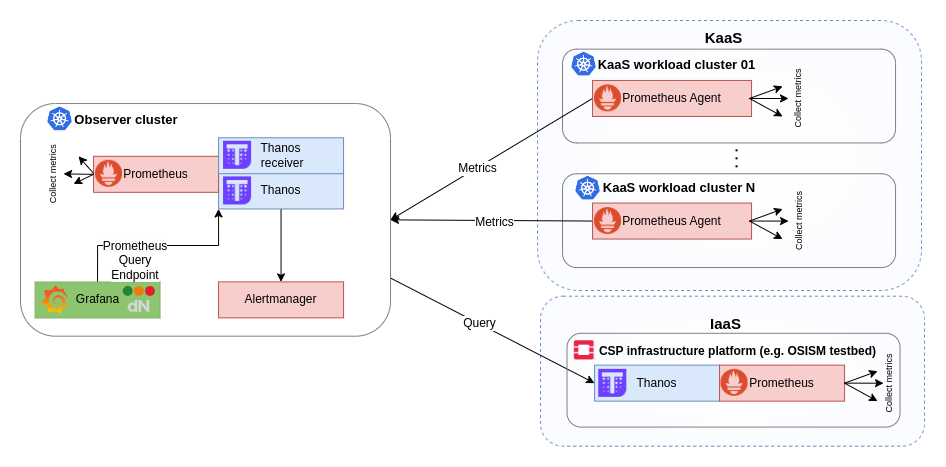 Observer cluster
Collect metrics
Prometheus
Thanos
receiver
Thanos
Prometheus
Query
Endpoint
Grafana
dN
Alertmanager
Metrics
Metrics
Query
KaaS
KaaS workload cluster 01
Prometheus Agent
Collect metrics
KaaS workload cluster N
Prometheus Agent
Collect metrics
IaaS
CSP infrastructure platform (e.g. OSISM testbed)
Thanos
Prometheus
Collect metrics